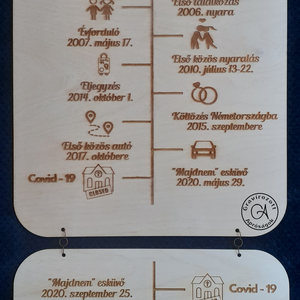 Első találkozás
2006. nyara
Évforduló
2007. május 17.
Első közös nyaralás
2010. július 13-22.
Eljegyzés
2014. október 1.
Költözés Németországba
2015. szeptembere
Első közös autó
2017. októbere
"Majdnem" esküvő
2020. május 29.
Covid - 19
CLOSED
Gravírozott
Apróságok
"Majdnem" esküvő
2020. szeptember 25.
Covid - 19